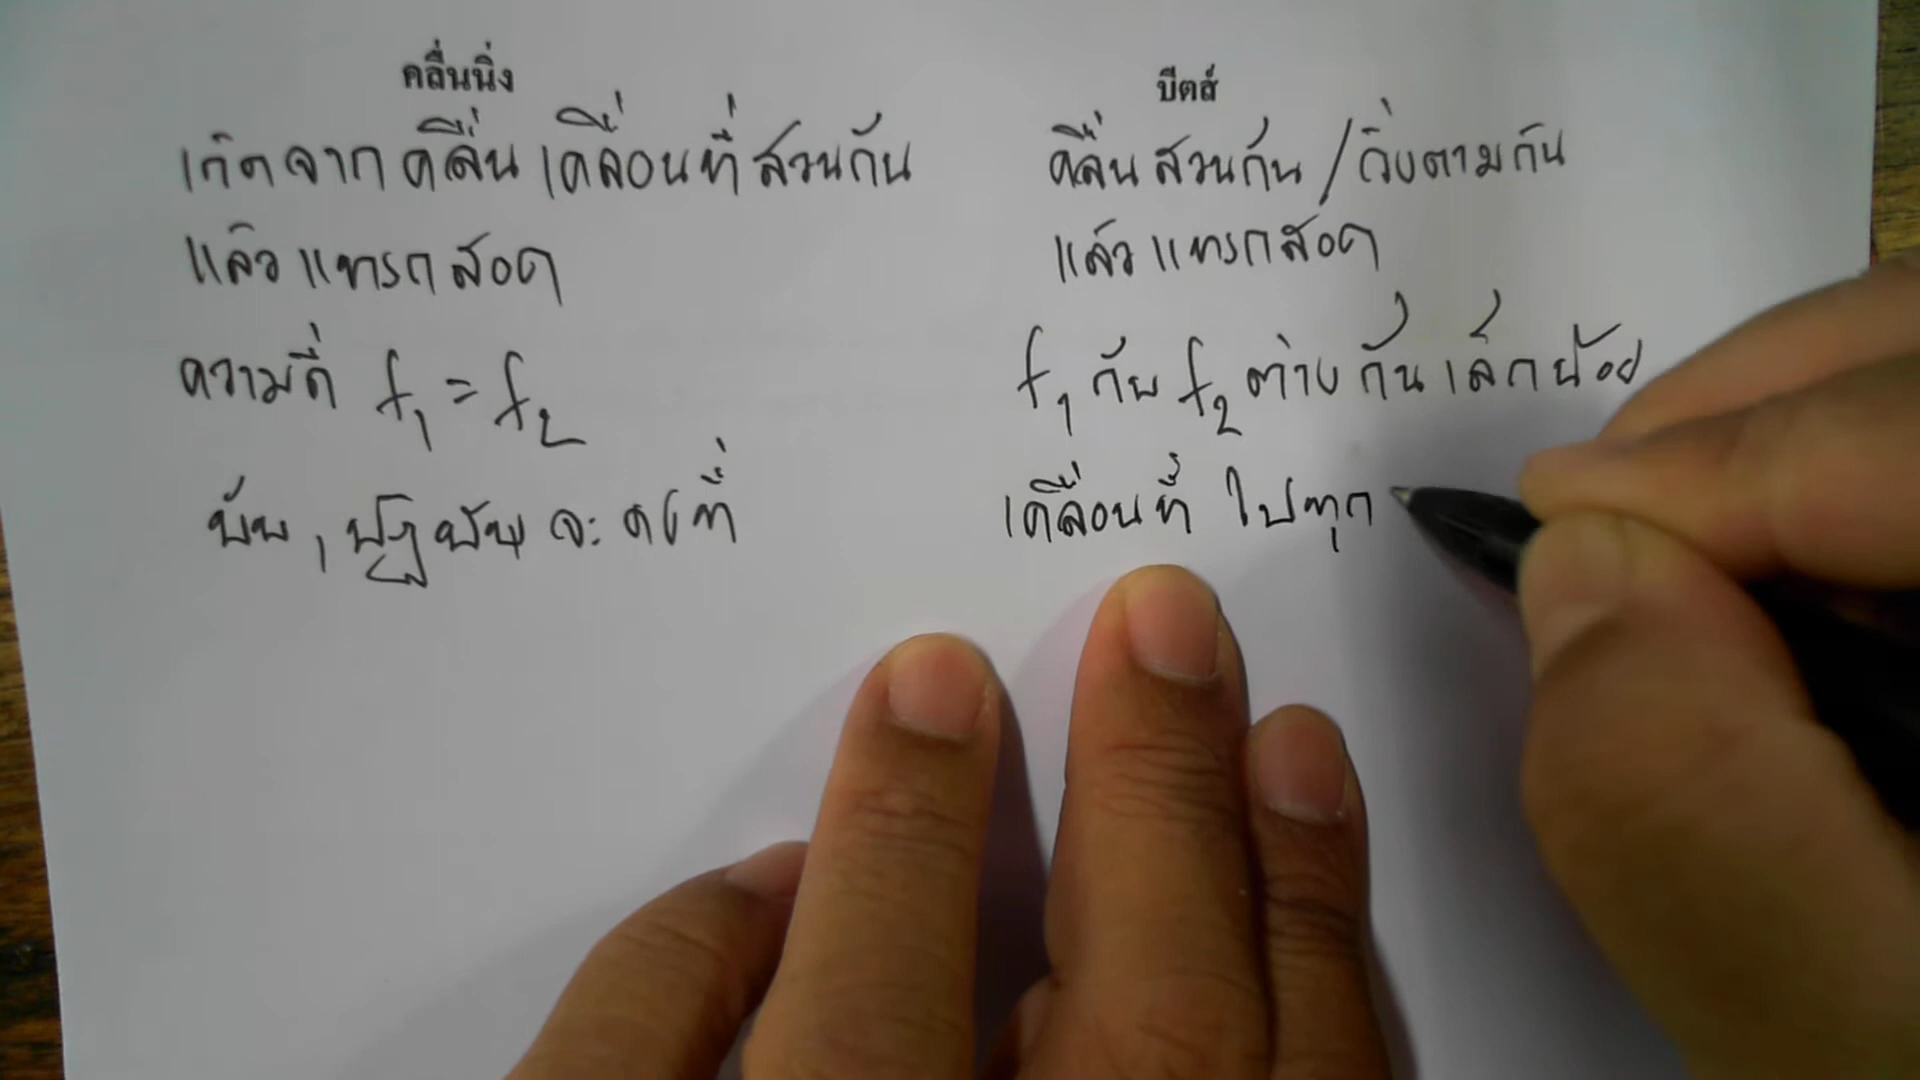 คลื่นนิ่ง
เกิดจาก คลื่น เคลื่อนที่ สวนกัน
แล้ว แทรกสอด
ความถี่ f₁ = f₂
บัพ , ปฏิบัพ จะ คงที่
บีตส์
คลื่น สวนกัน / วิ่งตามกัน
แล้ว แทรกสอด
f₁ กับ f₂ ต่างกันเล็กน้อย
เคลื่อนที่ ไปทุก